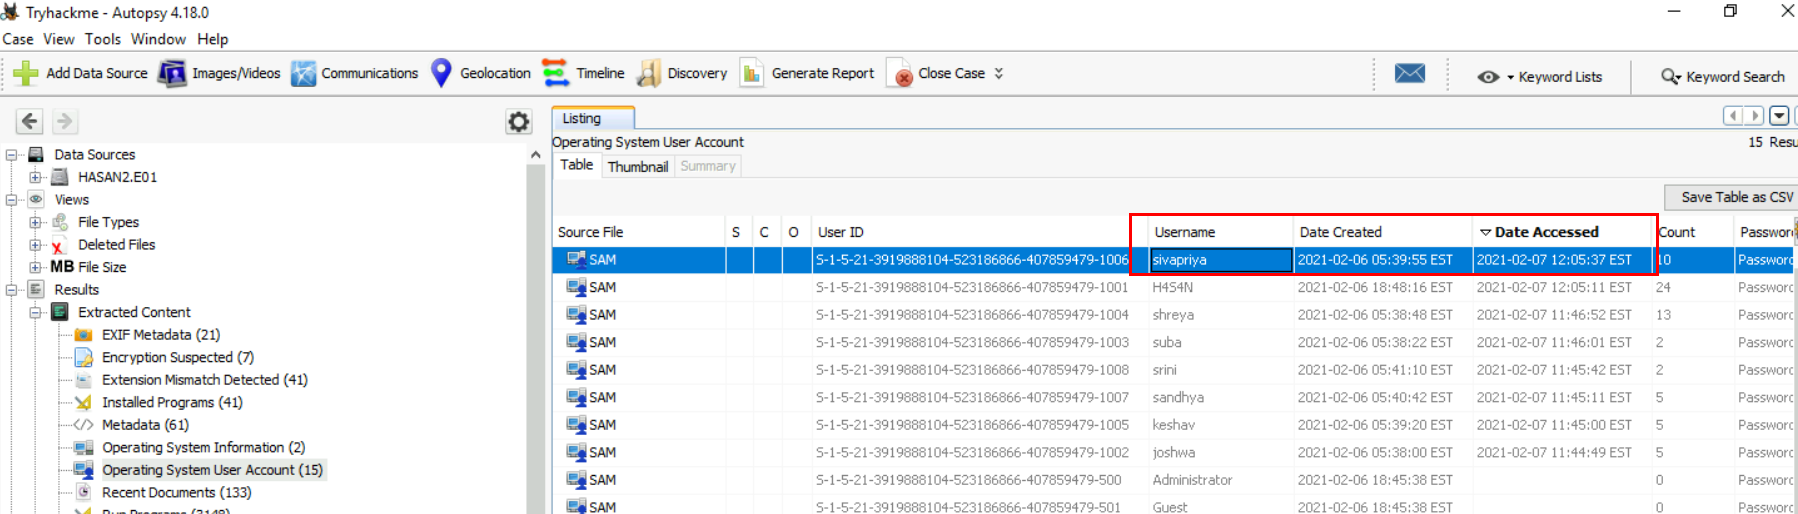 Tryhackme - Autopsy 4.18.0
Case View Tools Window Help
Add Data Source Images/Videos Communications Geolocation Timeline Discovery Generate Report Close Case Keyword Lists Keyword Search
Data Sources
HASAN2.E01
Views
File Types
Deleted Files
MB File Size
Results
Extracted Content
EXIF Metadata (21)
Encryption Suspected (7)
Extension Mismatch Detected (41)
Installed Programs (41)
Metadata (61)
Operating System Information (2)
Operating System User Account (15)
Recent Documents (133)
Run Programs (3148)
Listing
Operating System User Account
15 Resu
Table Thumbnail Summary
Save Table as CSV
Source File S C O User ID Username Date Created Date Accessed Count Passwor
SAM S-1-5-21-3919888104-523186866-407859479-1006 sivapriya 2021-02-06 05:39:55 EST 2021-02-07 12:05:37 EST 10 Password
SAM S-1-5-21-3919888104-523186866-407859479-1001 H4S4N 2021-02-06 18:48:16 EST 2021-02-07 12:05:11 EST 24 Password
SAM S-1-5-21-3919888104-523186866-407859479-1004 shreya 2021-02-06 05:38:48 EST 2021-02-07 11:46:52 EST 13 Password
SAM S-1-5-21-3919888104-523186866-407859479-1003 suba 2021-02-06 05:38:22 EST 2021-02-07 11:46:01 EST 2 Password
SAM S-1-5-21-3919888104-523186866-407859479-1008 srini 2021-02-06 05:41:10 EST 2021-02-07 11:45:42 EST 2 Password
SAM S-1-5-21-3919888104-523186866-407859479-1007 sandhya 2021-02-06 05:40:42 EST 2021-02-07 11:45:11 EST 5 Password
SAM S-1-5-21-3919888104-523186866-407859479-1005 keshav 2021-02-06 05:39:20 EST 2021-02-07 11:45:00 EST 5 Password
SAM S-1-5-21-3919888104-523186866-407859479-1002 joshwa 2021-02-06 05:38:00 EST 2021-02-07 11:44:49 EST 5 Password
SAM S-1-5-21-3919888104-523186866-407859479-500 Administrator 2021-02-06 18:45:38 EST 0 Password
SAM S-1-5-21-3919888104-523186866-407859479-501 Guest 2021-02-06 18:45:38 EST 0 Password